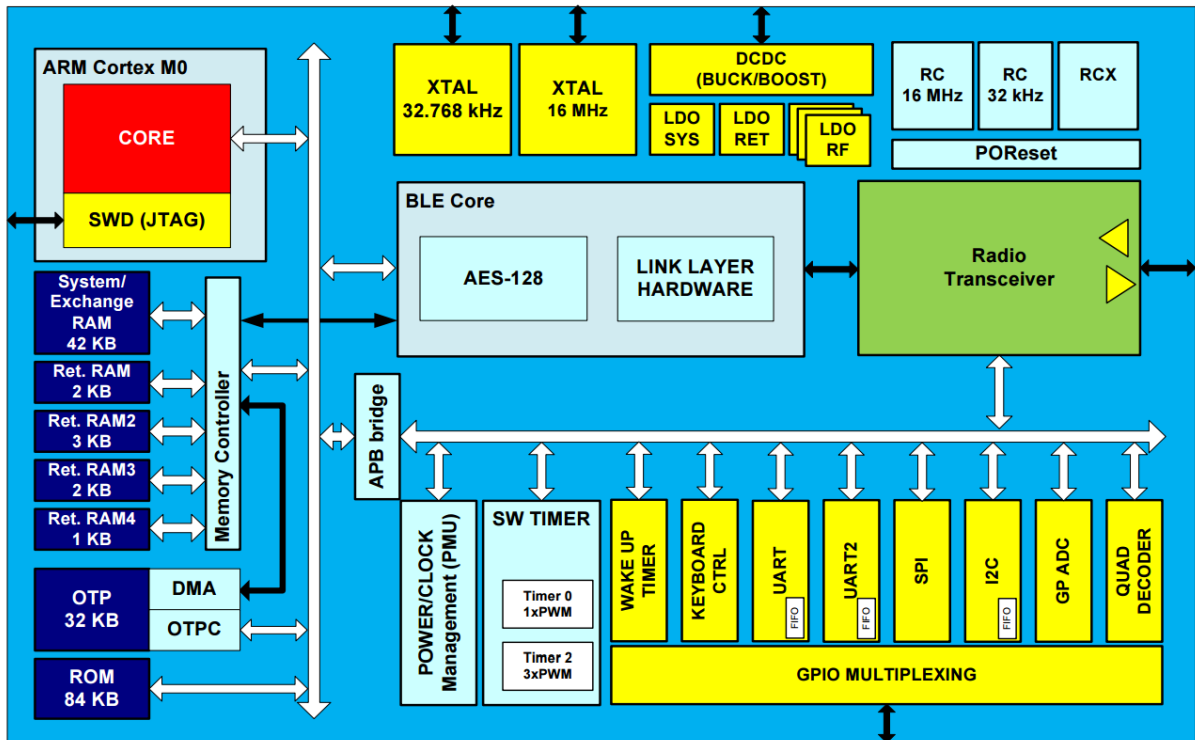 ARM Cortex M0
CORE
SWD (JTAG)
XTAL
32.768 kHz
XTAL
16 MHz
DCDC
(BUCK/BOOST)
LDO
SYS
LDO
RET
LDO
RF
RC
16 MHz
RC
32 kHz
RCX
POReset
BLE Core
AES-128
LINK LAYER
HARDWARE
Radio
Transceiver
System/
Exchange
RAM
42 KB
Ret. RAM
2 KB
Ret. RAM2
3 KB
Ret. RAM3
2 KB
Ret. RAM4
1 KB
Memory Controller
OTP
32 KB
DMA
OTPC
ROM
84 KB
APB bridge
POWER/CLOCK
Management (PMU)
SW TIMER
Timer 0
1xPWM
Timer 2
3xPWM
WAKE UP
TIMER
KEYBOARD
CTRL
UART
FIFO
UART2
FIFO
SPI
I2C
FIFO
GP ADC
QUAD
DECODER
GPIO MULTIPLEXING